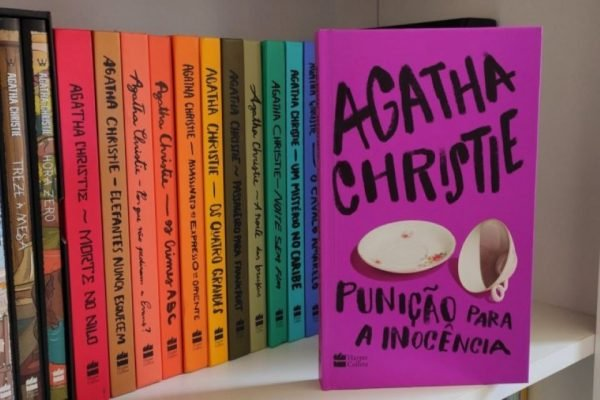 AGATHA CHRISTIE
TREZE À MESA
AGATHA CHRISTIE
HORA ZERO
AGATHA CHRISTIE ~ MORTE NO NILO
AGATHA CHRISTIE – ELEFANTES NUNCA ESQUECEM
Agatha Christie – Por que não pediram a Evans?
Agatha Christie – os Crimes ABC
AGATHA CHRISTIE – ASSASSINATO NO EXPRESSO DO ORIENTE
AGATHA CHRISTIE – OS QUATRO GRANDES
AGATHA CHRISTIE ~ PASSAGEIRO PARA FRANKFURT
Agatha Christie – A noite das bruxas
AGATHA CHRISTIE – NOITE SEM FIM
AGATHA CHRISTIE – UM MISTÉRIO NO CARIBE
O CAVALO AMARELO
AGATHA
CHRISTIE
PUNIÇÃO PARA
A INOCÊNCIA
Harper
Collins